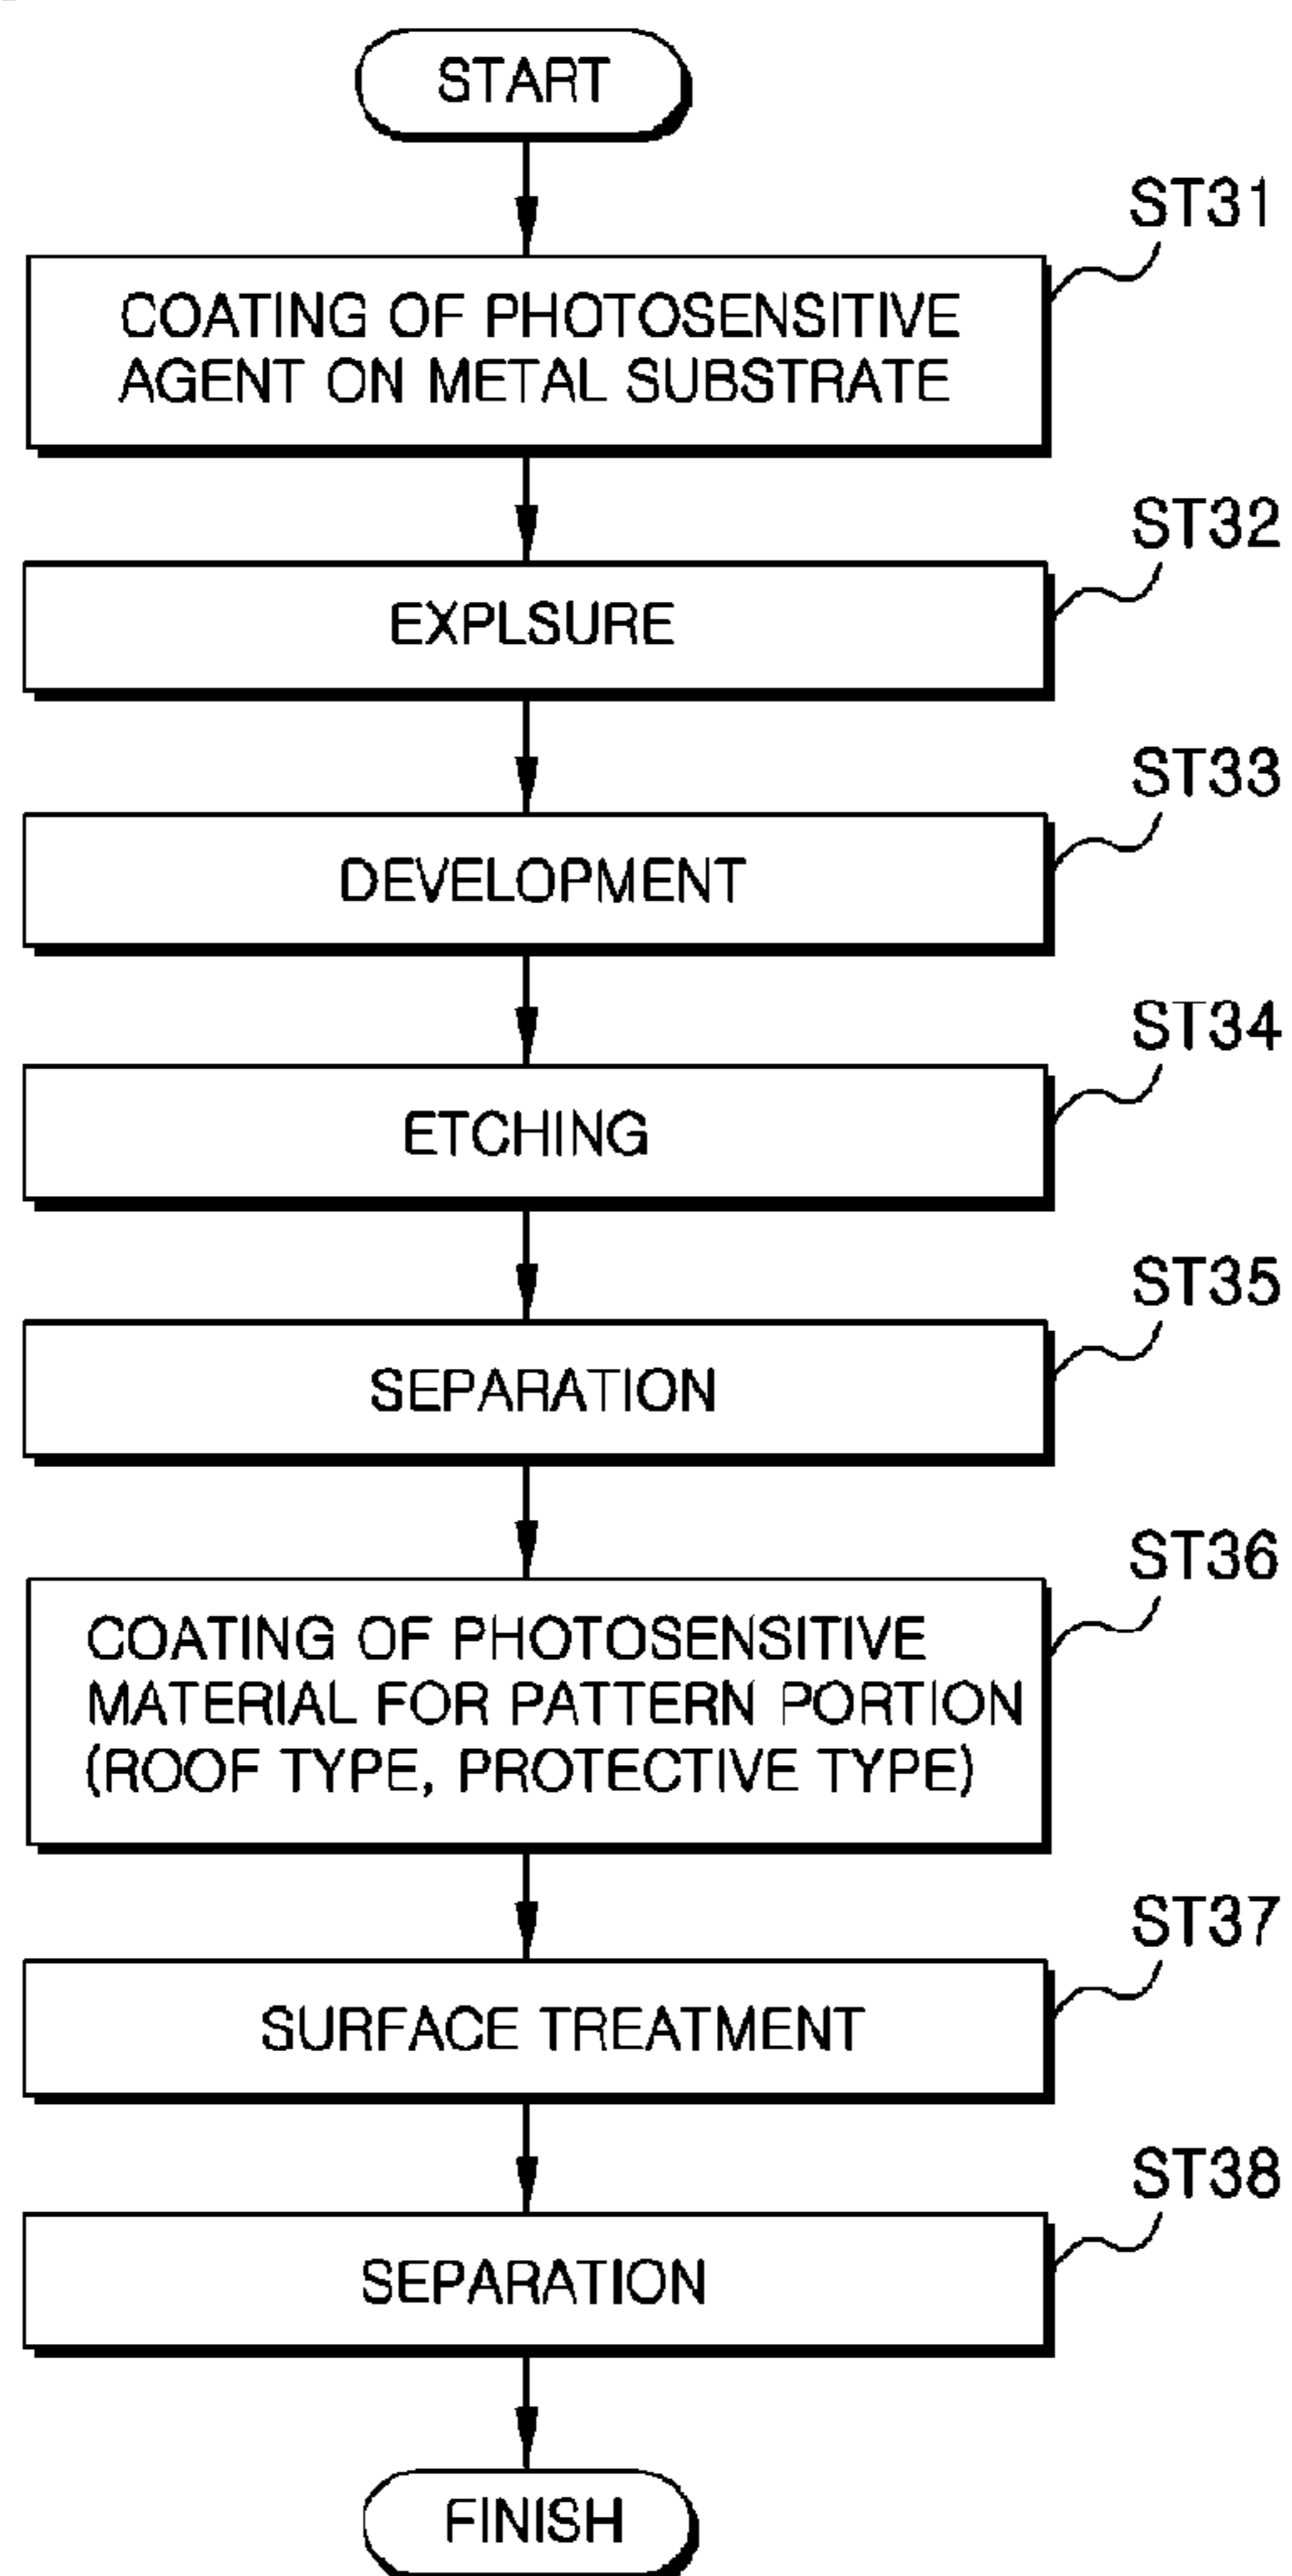 START
ST31
COATING OF PHOTOSENSITIVE
AGENT ON METAL SUBSTRATE
ST32
EXPLSURE
ST33
DEVELOPMENT
ST34
ETCHING
ST35
SEPARATION
ST36
COATING OF PHOTOSENSITIVE
MATERIAL FOR PATTERN PORTION
(ROOF TYPE, PROTECTIVE TYPE)
ST37
SURFACE TREATMENT
ST38
SEPARATION
FINISH